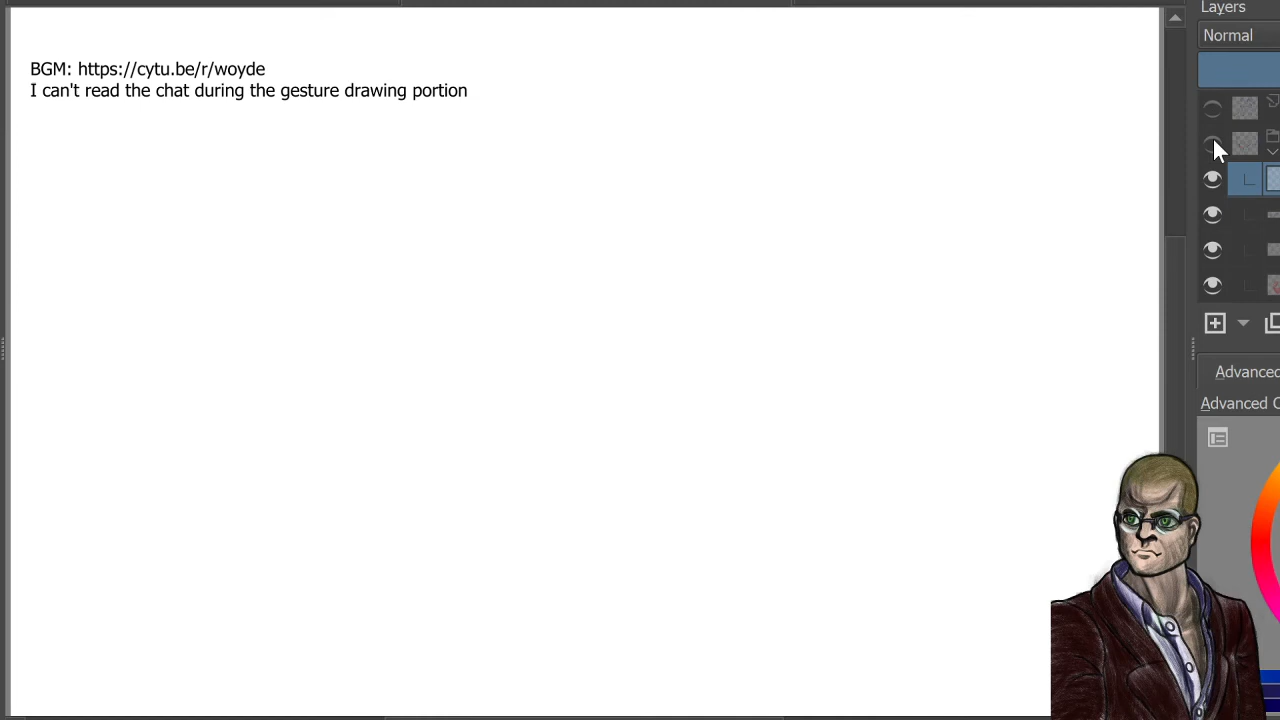 Layers
Normal
BGM: https://cytu.be/r/woyde
I can't read the chat during the gesture drawing portion
Advanced
Advanced C